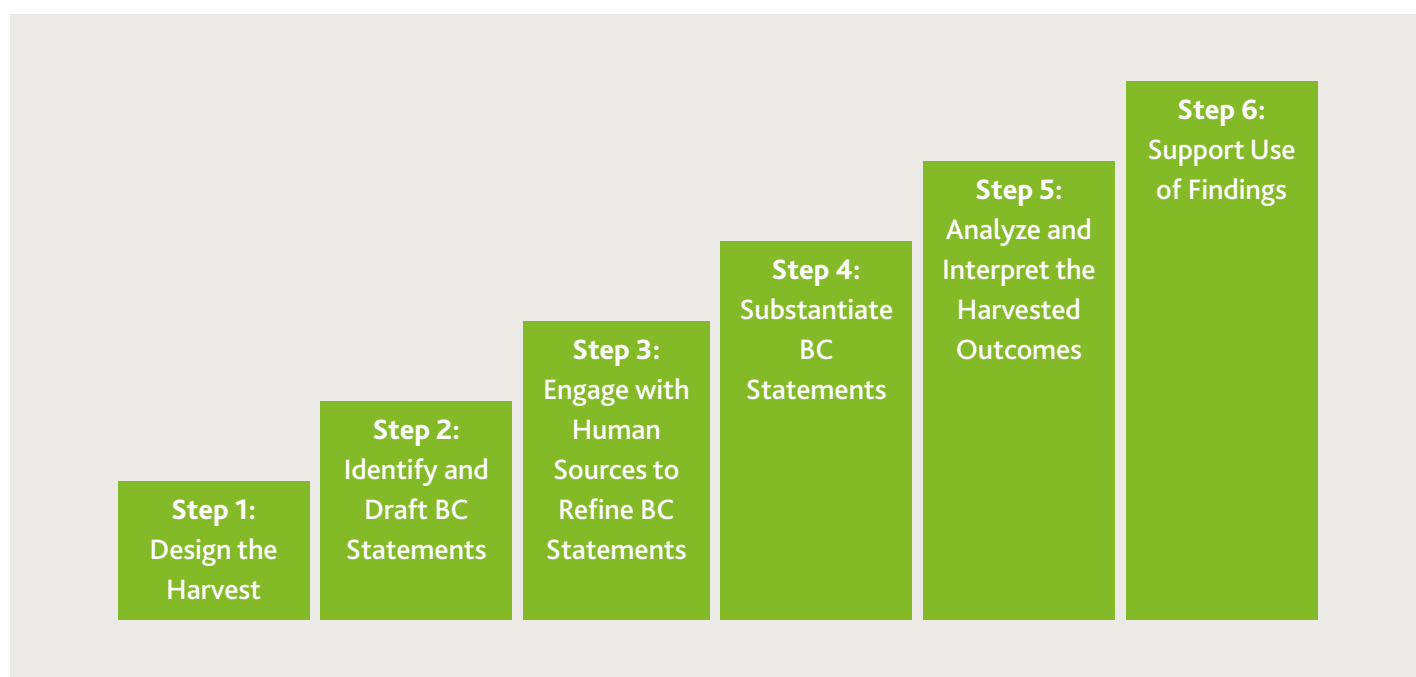 Step 1:
Design the
Harvest
Step 2:
Identify and
Draft BC
Statements
Step 3:
Engage with
Human
Sources to
Refine BC
Statements
Step 4:
Substantiate
BC
Statements
Step 5:
Analyze and
Interpret the
Harvested
Outcomes
Step 6:
Support Use
of Findings